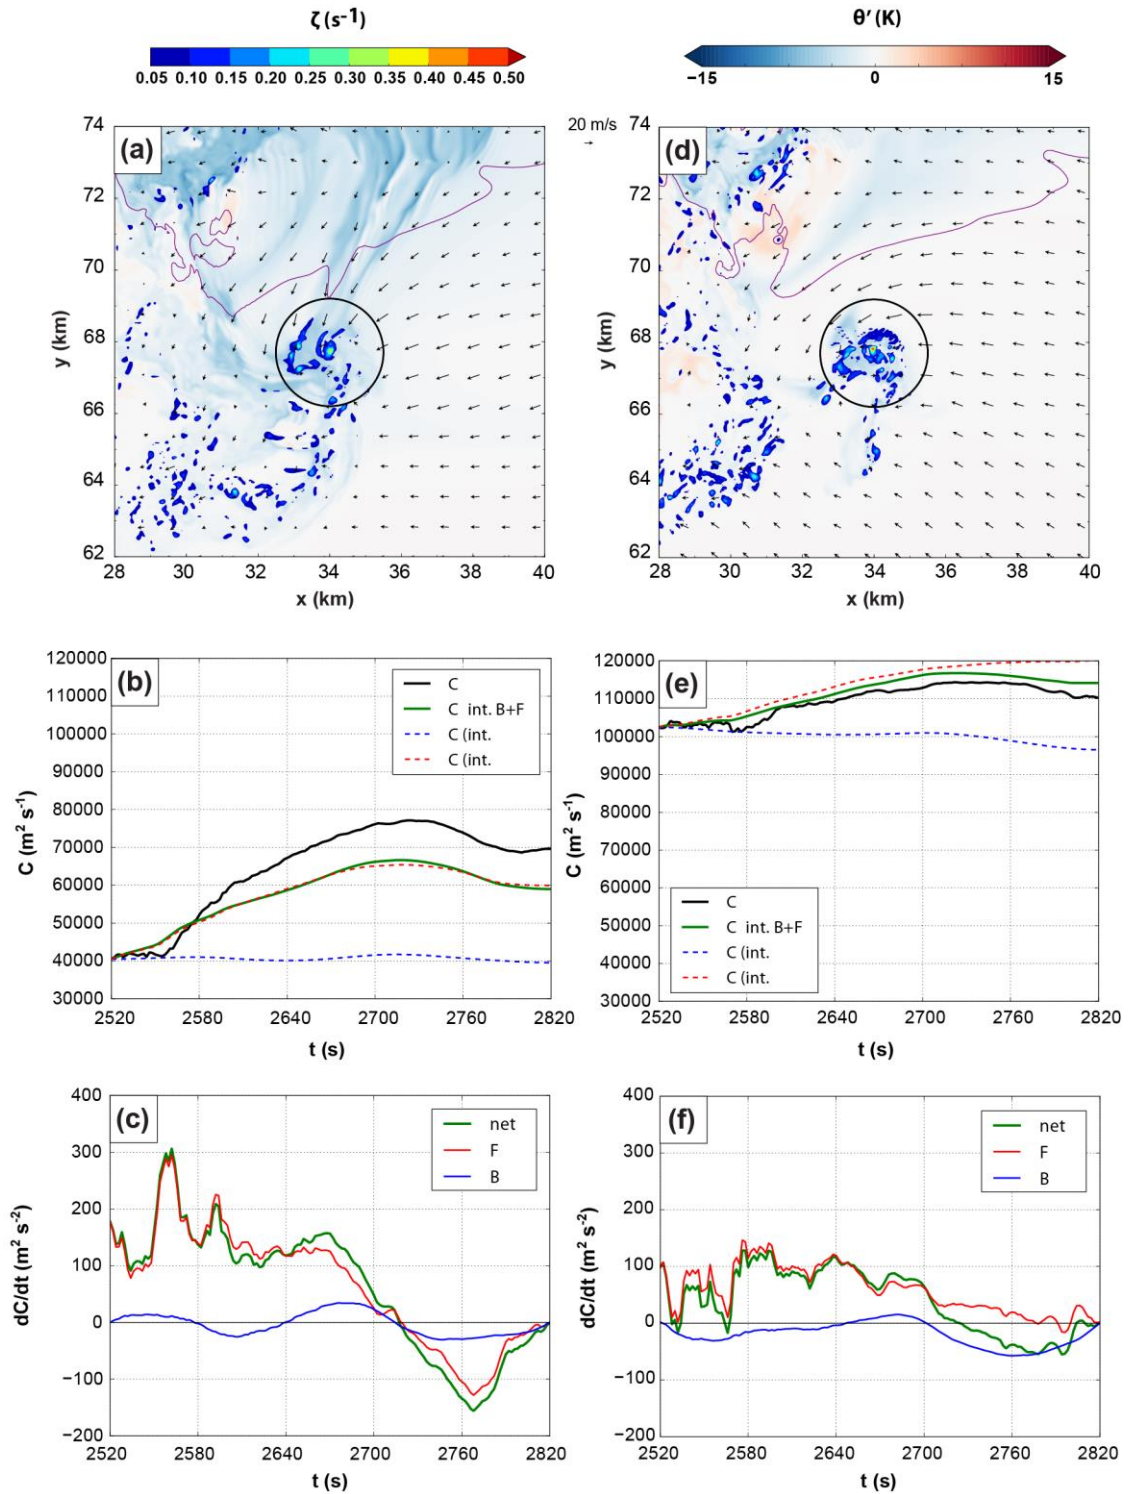 ζ (s-1)
θ′ (K)
0.05 0.10 0.15 0.20 0.25 0.30 0.35 0.40 0.45 0.50
−15 0 15
20 m/s
(a)
74
72
70
68
66
64
62
y (km)
28 30 32 34 36 38 40
x (km)
(d)
74
72
70
68
66
64
62
y (km)
28 30 32 34 36 38 40
x (km)
(b)
120000
110000
100000
90000
80000
70000
60000
50000
40000
30000
C (m² s⁻¹)
C
C int. B+F
C (int.
C (int.
2520 2580 2640 2700 2760 2820
t (s)
(e)
120000
110000
100000
90000
80000
70000
60000
50000
40000
30000
C (m² s⁻¹)
C
C int. B+F
C (int.
C (int.
2520 2580 2640 2700 2760 2820
t (s)
(c)
400
300
200
100
0
−100
−200
dC/dt (m² s⁻²)
net
F
B
2520 2580 2640 2700 2760 2820
t (s)
(f)
400
300
200
100
0
−100
−200
dC/dt (m² s⁻²)
net
F
B
2520 2580 2640 2700 2760 2820
t (s)